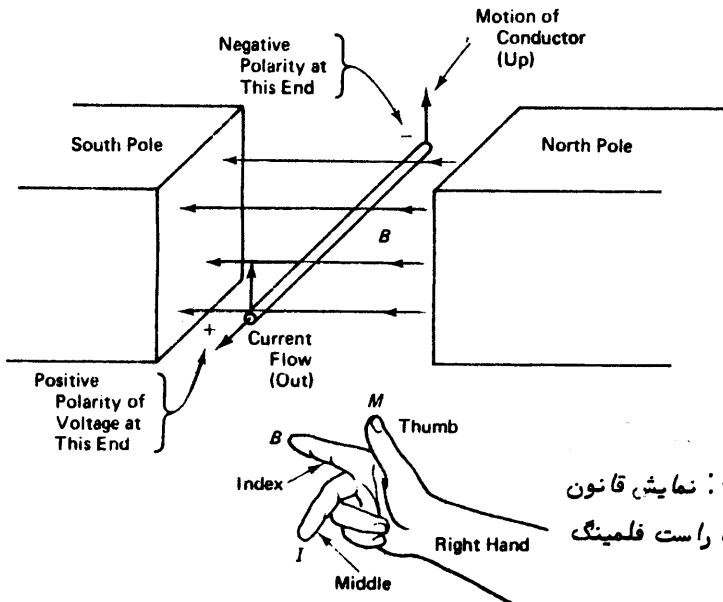 Motion of
Conductor
(Up)
Negative
Polarity at
This End
−
South Pole
North Pole
B
+
Current
Flow
(Out)
Positive
Polarity of
Voltage at
This End
M
Thumb
B
Index
I
Middle
Right Hand
: نمایش قانون
راست فلمینگ